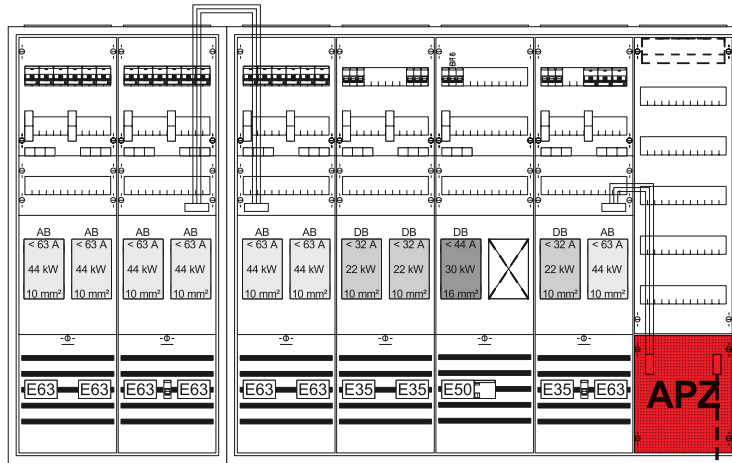 B16
AB AB AB AB AB AB DB DB DB DB AB
< 63 A < 63 A < 63 A < 63 A < 63 A < 63 A < 32 A < 32 A < 44 A < 32 A < 63 A
44 kW 44 kW 44 kW 44 kW 44 kW 44 kW 22 kW 22 kW 30 kW 22 kW 44 kW
10 mm² 10 mm² 10 mm² 10 mm² 10 mm² 10 mm² 10 mm² 10 mm² 16 mm² 10 mm² 10 mm²
E63 E63 E63 E63 E63 E63 E35 E35 E50 E35 E63
APZ